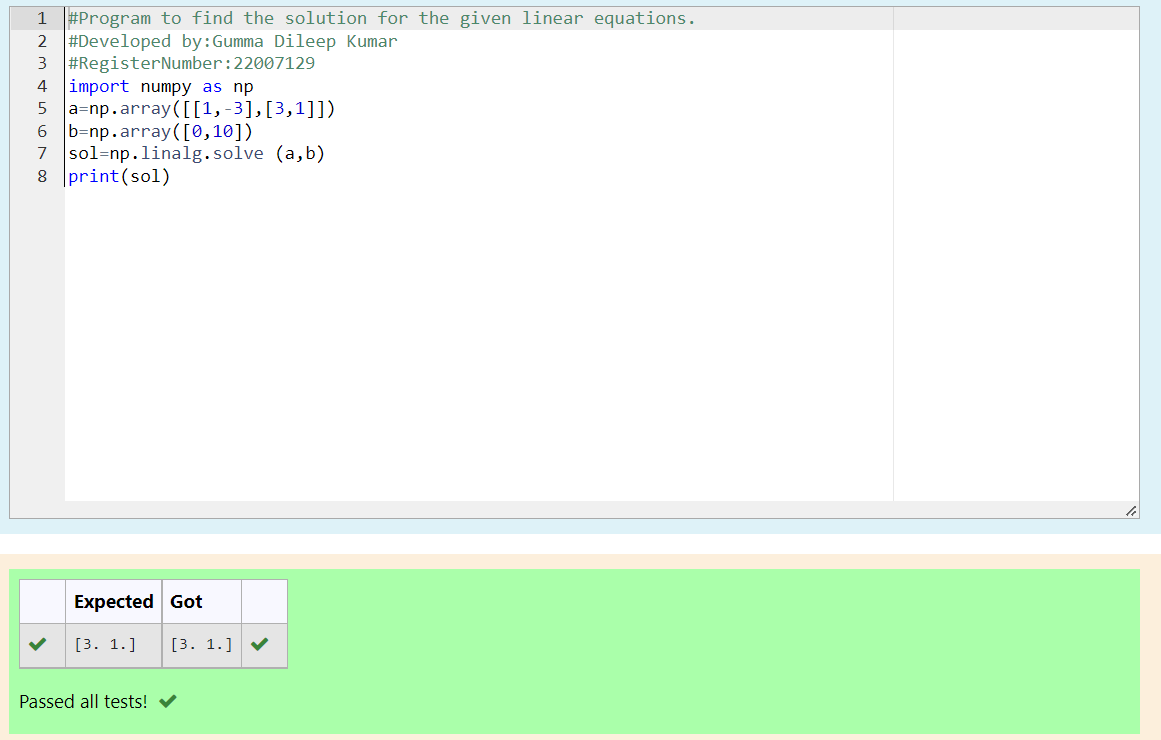 1 #Program to find the solution for the given linear equations.
2 #Developed by:Gumma Dileep Kumar
3 #RegisterNumber:22007129
4 import numpy as np
5 a=np.array([[1,-3],[3,1]])
6 b=np.array([0,10])
7 sol=np.linalg.solve (a,b)
8 print(sol)
Expected Got
[3. 1.] [3. 1.]
Passed all tests!